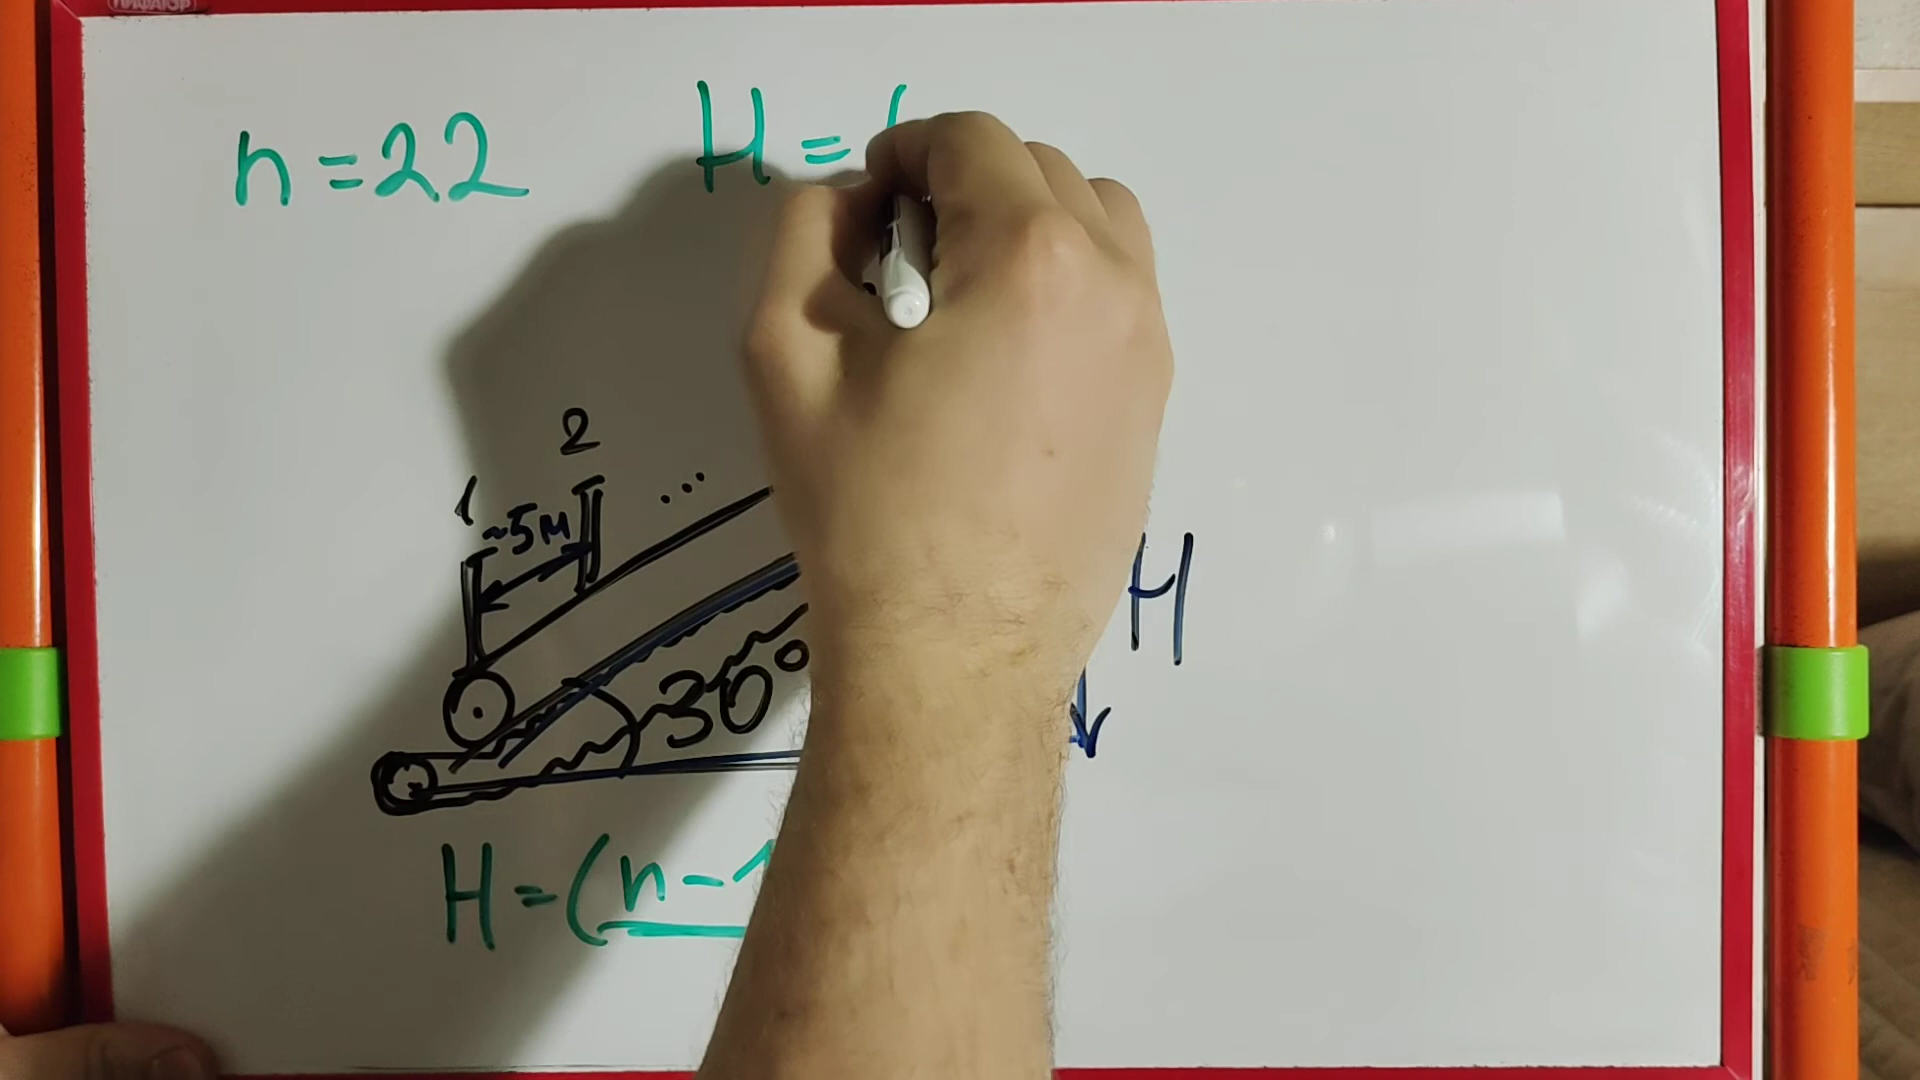 n = 22
H = (
2
1
...
~5м
H
30°
H = (n - 1